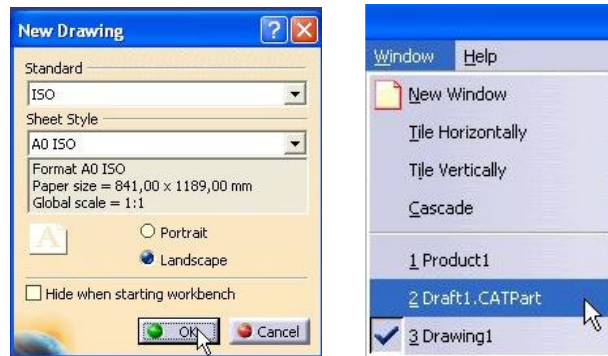 New Drawing
Standard
ISO
Sheet Style
A0 ISO
Format A0 ISO
Paper size = 841,00 x 1189,00 mm
Global scale = 1:1
A
Portrait
Landscape
Hide when starting workbench
OK
Cancel
Window Help
New Window
Tile Horizontally
Tile Vertically
Cascade
1 Product1
2 Draft1.CATPart
3 Drawing1